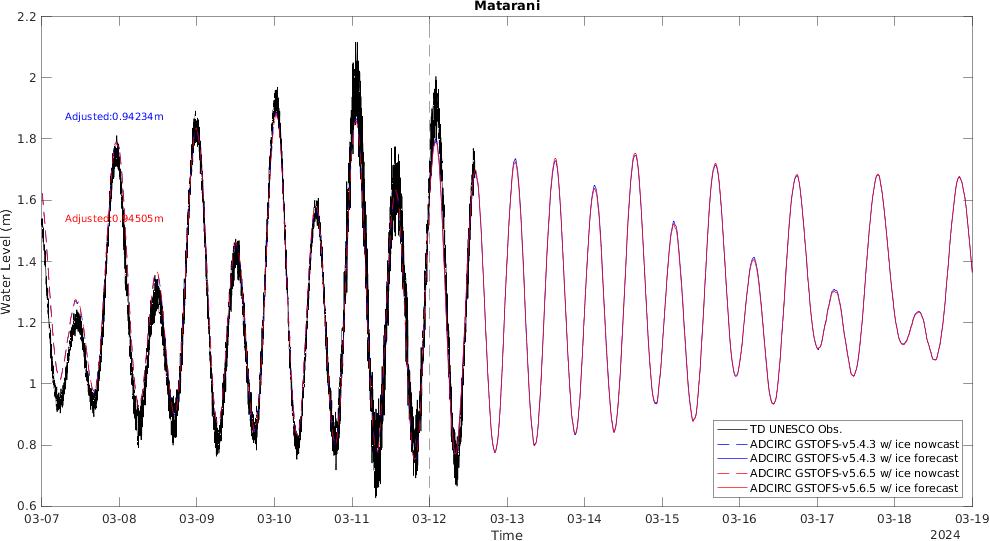 Matarani
2.2
2
1.8
1.6
1.4
1.2
1
0.8
0.6
Water Level (m)
Adjusted:0.94234m
Adjusted:0.94505m
TD UNESCO Obs.
ADCIRC GSTOFS-v5.4.3 w/ ice nowcast
ADCIRC GSTOFS-v5.4.3 w/ ice forecast
ADCIRC GSTOFS-v5.6.5 w/ ice nowcast
ADCIRC GSTOFS-v5.6.5 w/ ice forecast
03-07 03-08 03-09 03-10 03-11 03-12 03-13 03-14 03-15 03-16 03-17 03-18 03-19
Time
2024